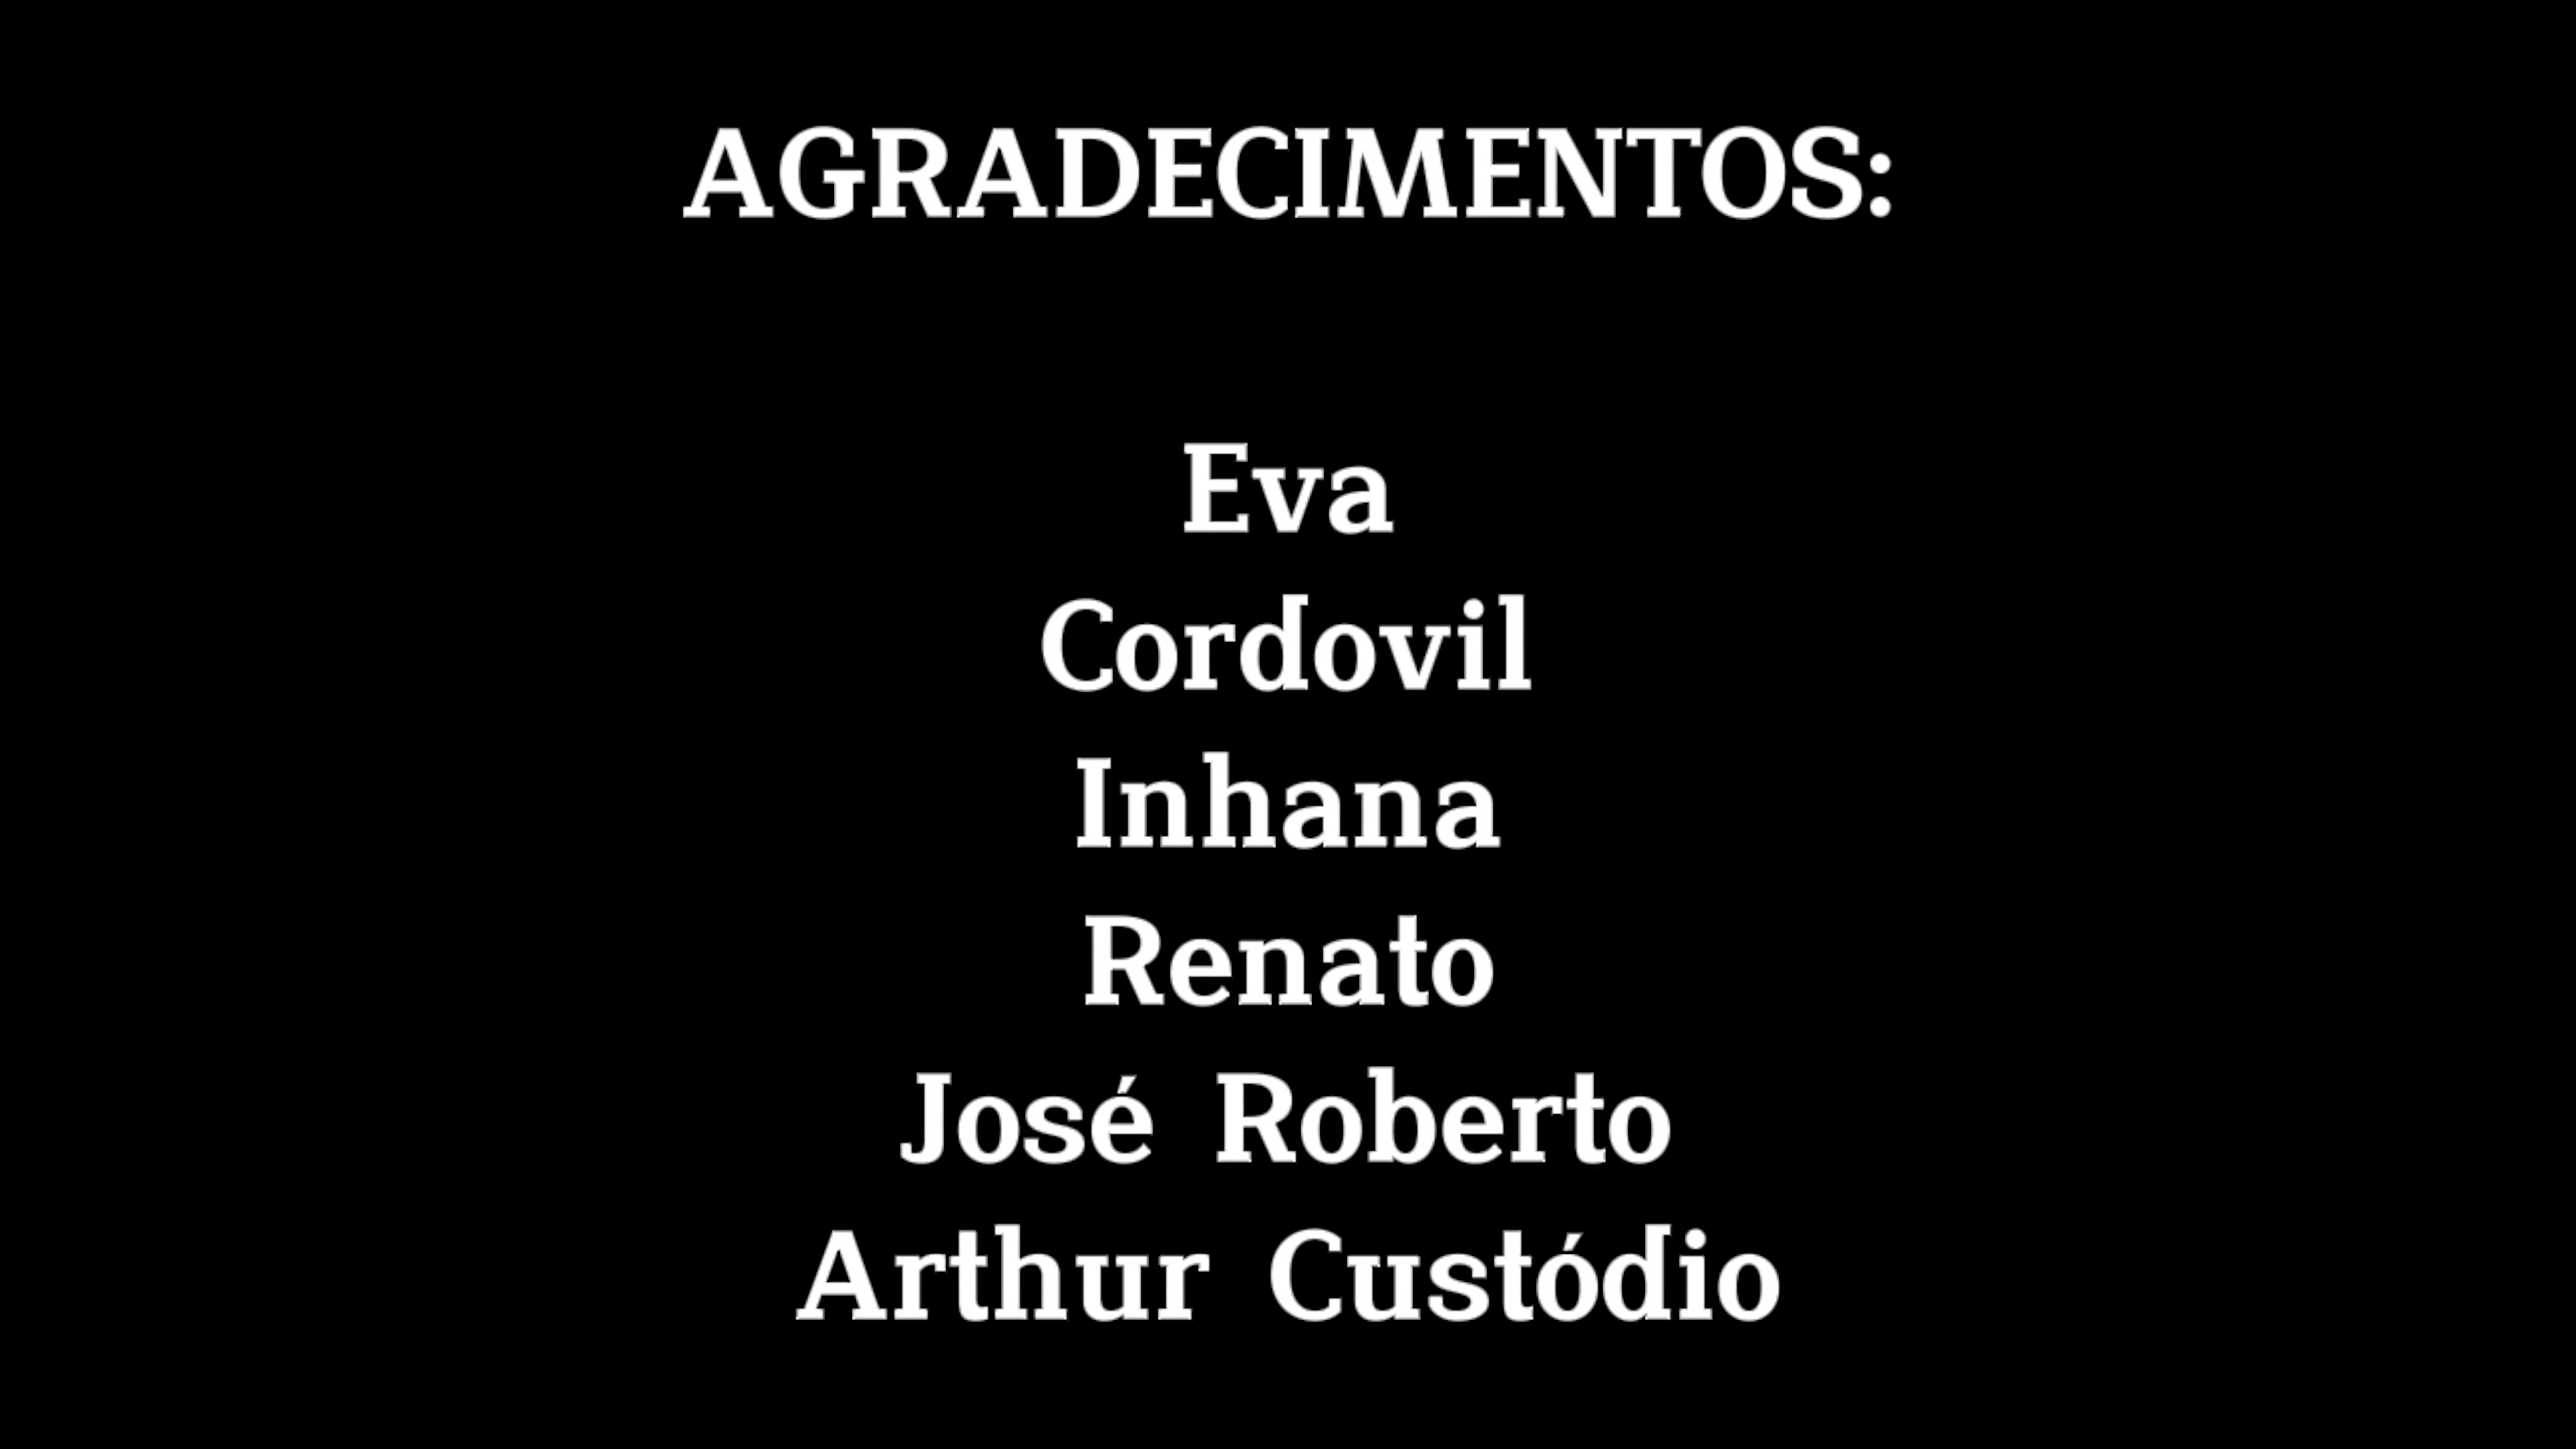 AGRADECIMENTOS:
Eva
Cordovil
Inhana
Renato
José Roberto
Arthur Custódio